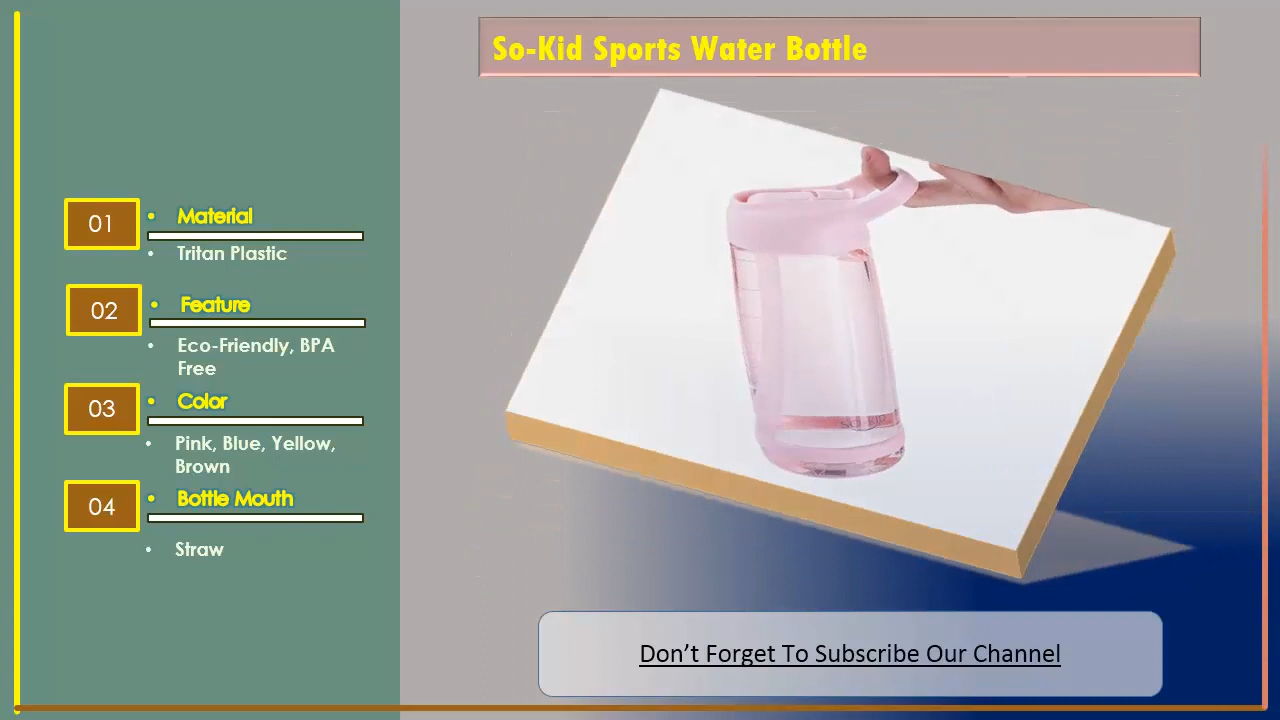 So-Kid Sports Water Bottle
01
• Material
• Tritan Plastic
02
• Feature
• Eco-Friendly, BPA
Free
03
• Color
• Pink, Blue, Yellow,
Brown
04
• Bottle Mouth
• Straw
Don't Forget To Subscribe Our Channel